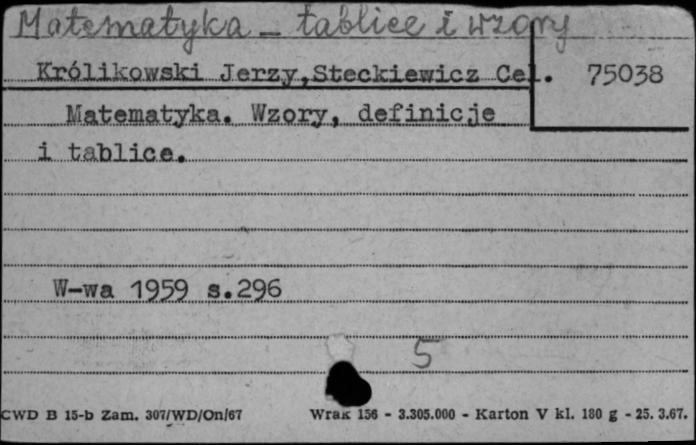 Matematyka - tablice i wzory
Królikowski Jerzy,Steckiewicz Cel. 75038
Matematyka. Wzory, definicje
i tablice.
W-wa 1959 s.296
5
CWD B 15-b Zam. 307/WD/On/67 Wrak 156 - 3.305.000 - Karton V kl. 180 g - 25. 3.67.